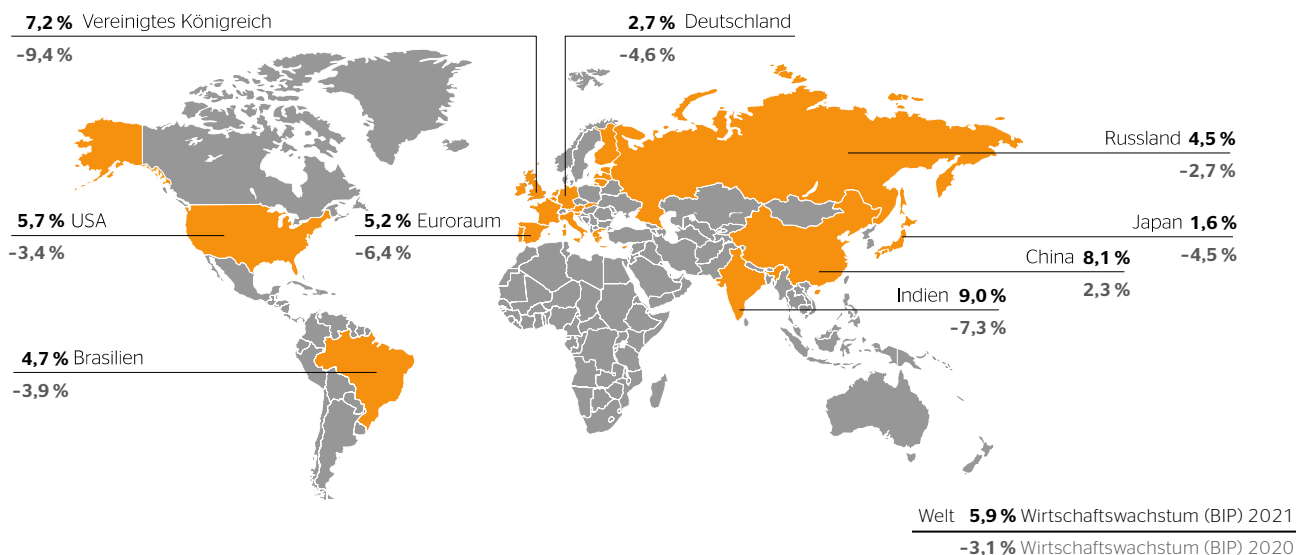 7,2 % Vereinigtes Königreich
-9,4 %
2,7 % Deutschland
-4,6 %
Russland 4,5 %
-2,7 %
5,7 % USA
-3,4 %
5,2 % Euroraum
-6,4 %
Japan 1,6 %
-4,5 %
China 8,1 %
2,3 %
Indien 9,0 %
-7,3 %
4,7 % Brasilien
-3,9 %
Welt 5,9 % Wirtschaftswachstum (BIP) 2021
-3,1 % Wirtschaftswachstum (BIP) 2020